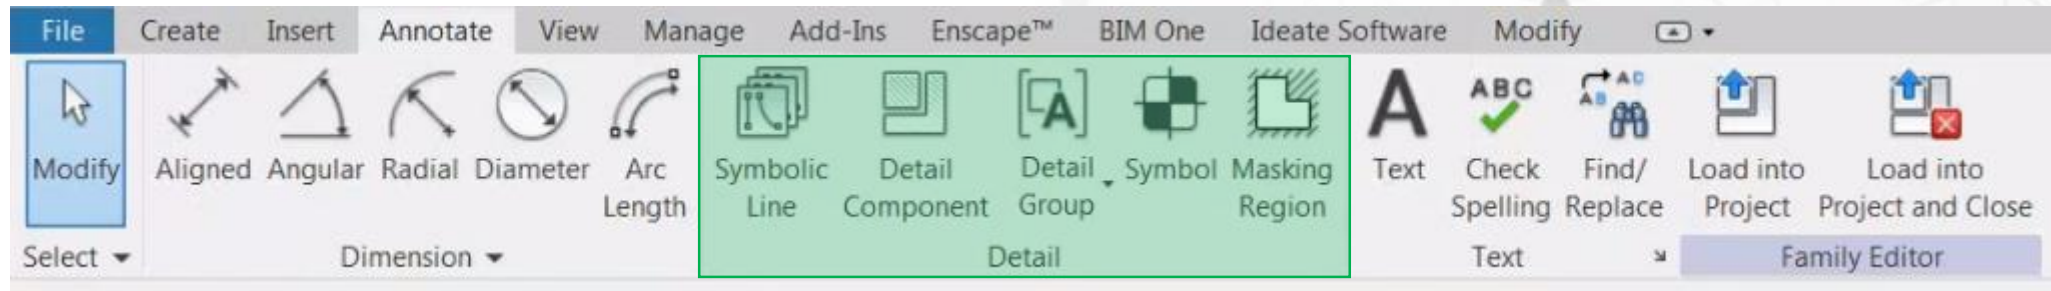 File Create Insert Annotate View Manage Add-Ins Enscape™ BIM One Ideate Software Modify
Modify Aligned Angular Radial Diameter Arc Length Symbolic Line Detail Component Detail Group Symbol Masking Region Text ABC Check Spelling Find/ Replace Load into Project Load into Project and Close
Select Dimension Detail Text Family Editor